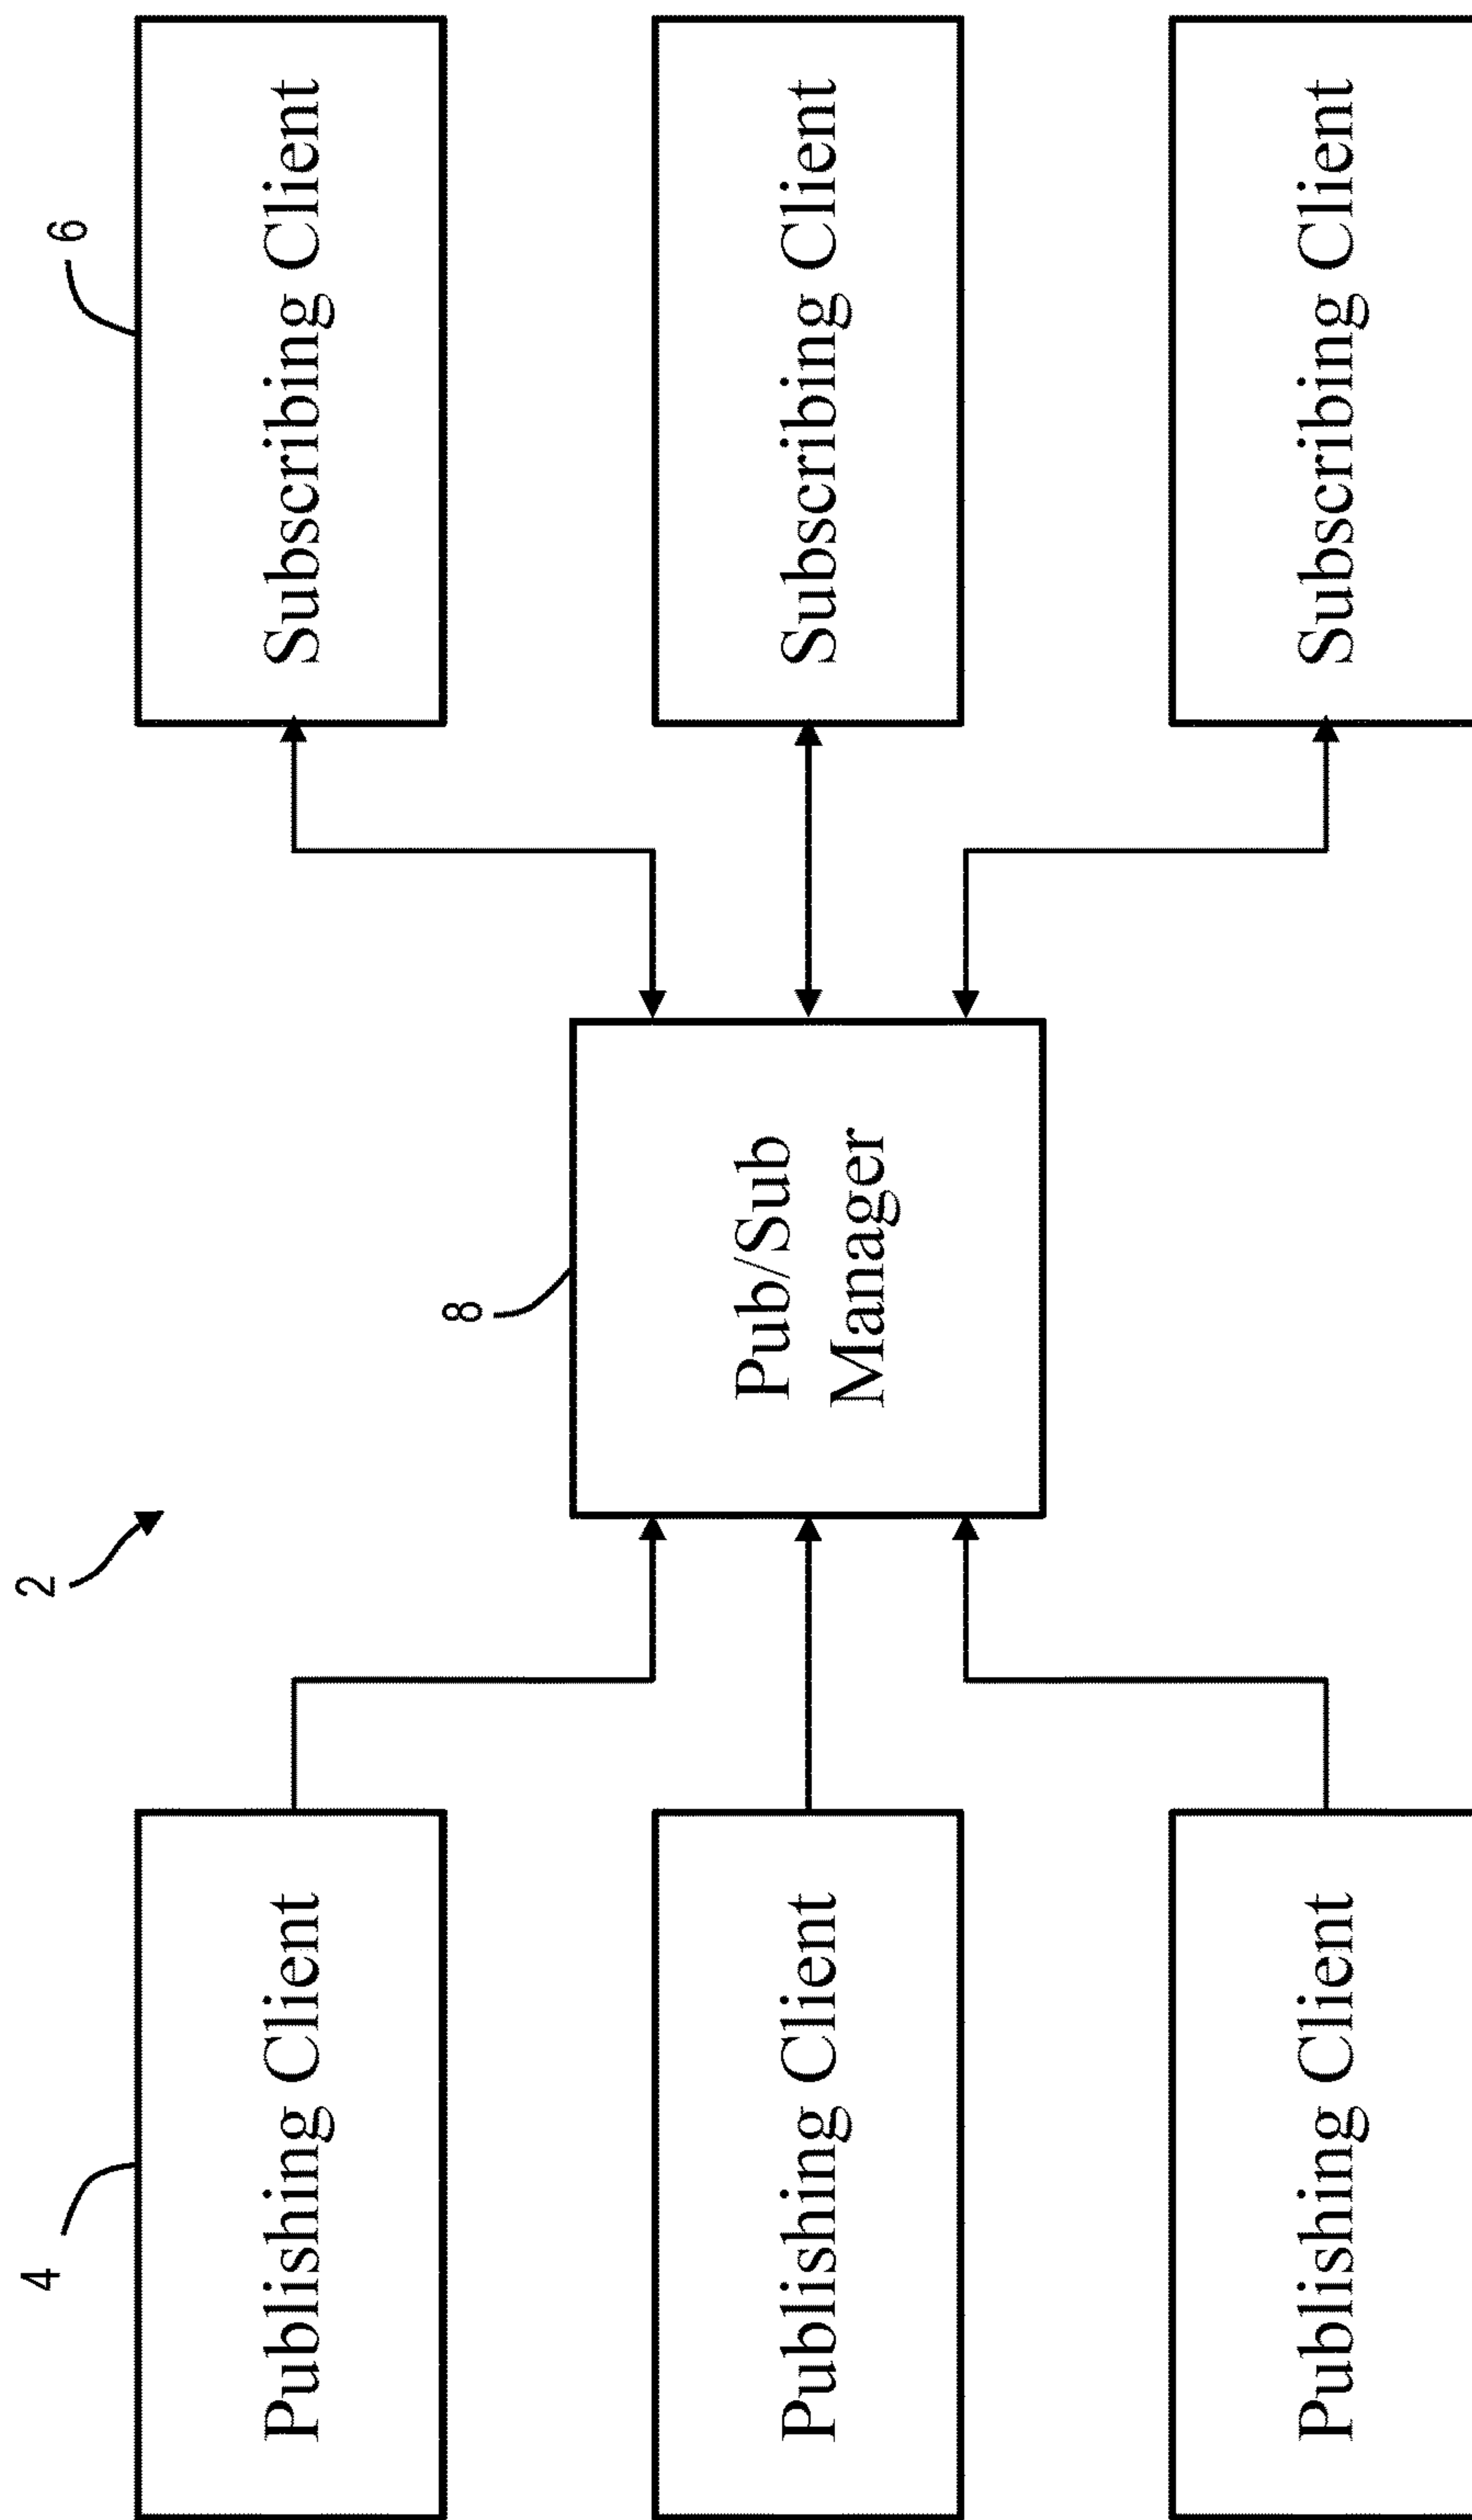 2
4
6
8
Publishing Client
Subscribing Client
Publishing Client
Pub/Sub
Manager
Subscribing Client
Publishing Client
Subscribing Client